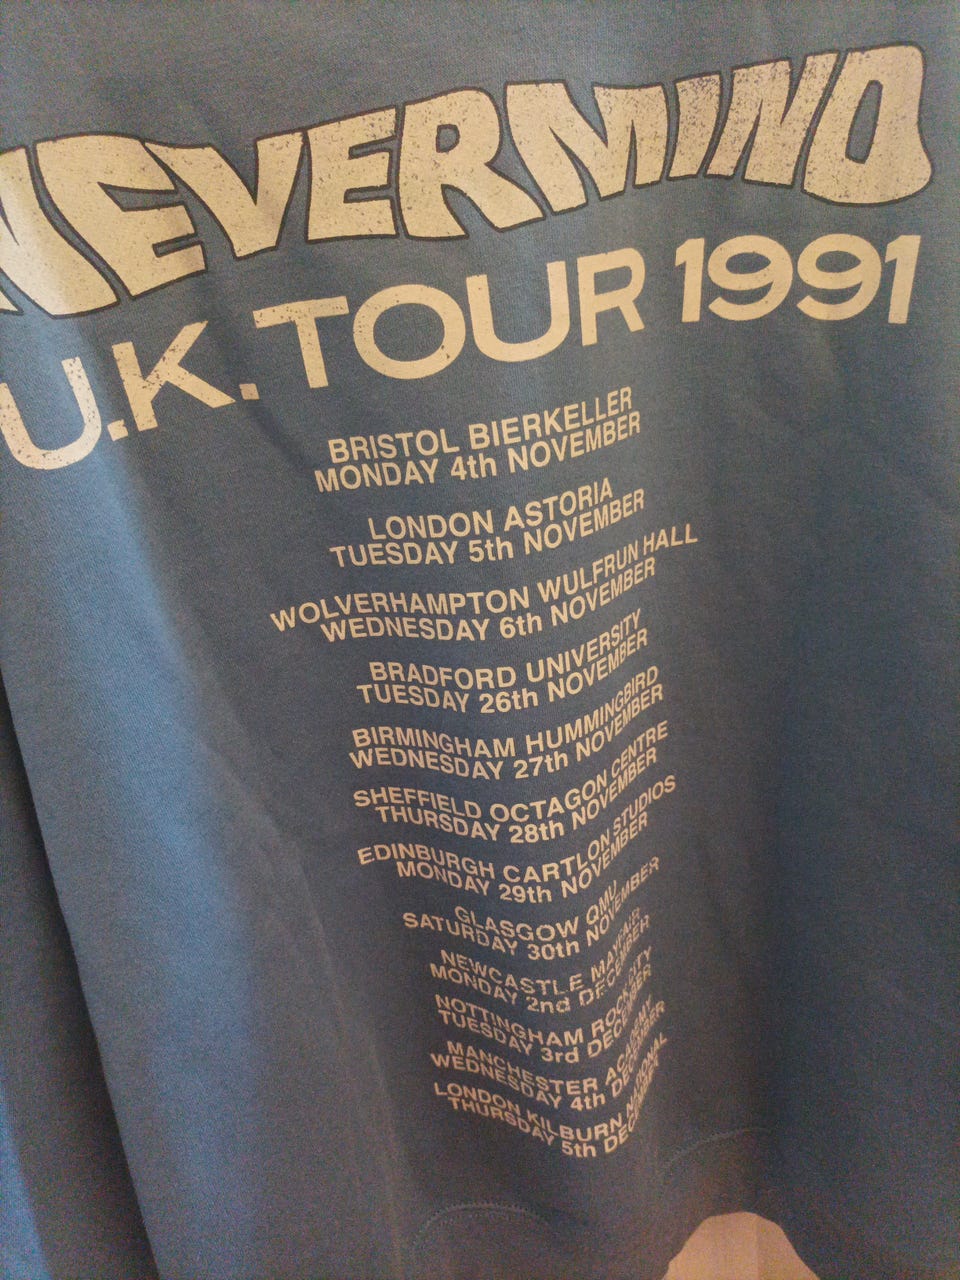 NEVERMIND
U.K. TOUR 1991
BRISTOL BIERKELLER
MONDAY 4th NOVEMBER
LONDON ASTORIA
TUESDAY 5th NOVEMBER
WOLVERHAMPTON WULFRUN HALL
WEDNESDAY 6th NOVEMBER
BRADFORD UNIVERSITY
TUESDAY 26th NOVEMBER
BIRMINGHAM HUMMINGBIRD
WEDNESDAY 27th NOVEMBER
SHEFFIELD OCTAGON CENTRE
THURSDAY 28th NOVEMBER
EDINBURGH CARTLON STUDIOS
MONDAY 29th NOVEMBER
GLASGOW QMU
SATURDAY 30th NOVEMBER
NEWCASTLE MAYFAIR
MONDAY 2nd DECEMBER
NOTTINGHAM ROCK CITY
TUESDAY 3rd DECEMBER
MANCHESTER ACADEMY
WEDNESDAY 4th DECEMBER
LONDON KILBURN NATIONAL
THURSDAY 5th DECEMBER